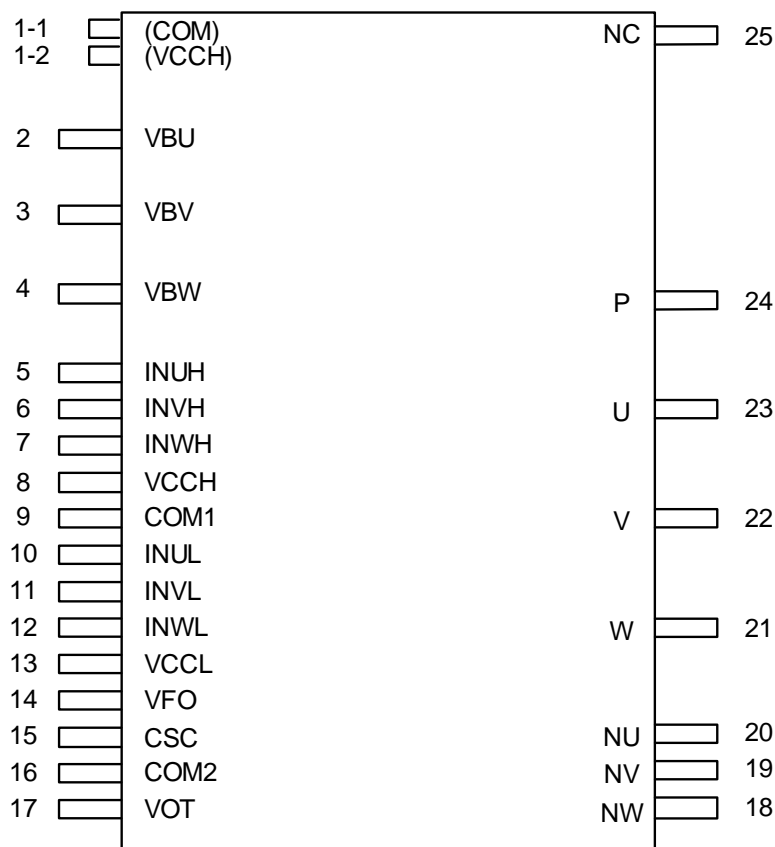 1-1 (COM) NC 25
1-2 (VCCH)
2 VBU
3 VBV
4 VBW
P 24
5 INUH
6 INVH U 23
7 INWH
8 VCCH
9 COM1 V 22
10 INUL
11 INVL
12 INWL W 21
13 VCCL
14 VFO
15 CSC NU 20
16 COM2 NV 19
17 VOT NW 18